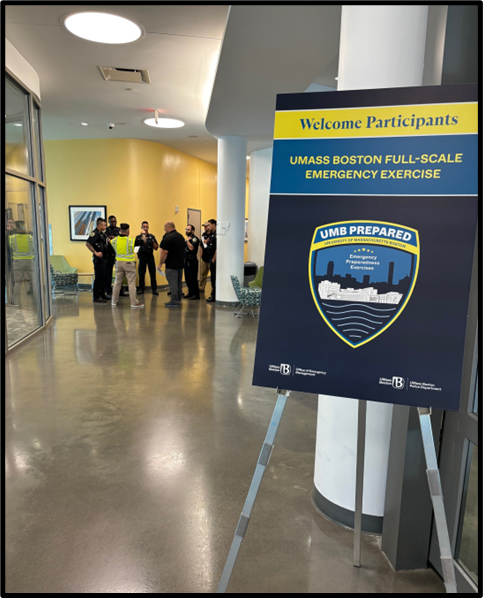 Welcome Participants
UMASS BOSTON FULL-SCALE
EMERGENCY EXERCISE
UMB PREPARED
UNIVERSITY OF MASSACHUSETTS BOSTON
Emergency
Preparedness
Exercises
UMass
Boston
Office of Emergency
Management
UMass
Boston
UMass Boston
Police Department